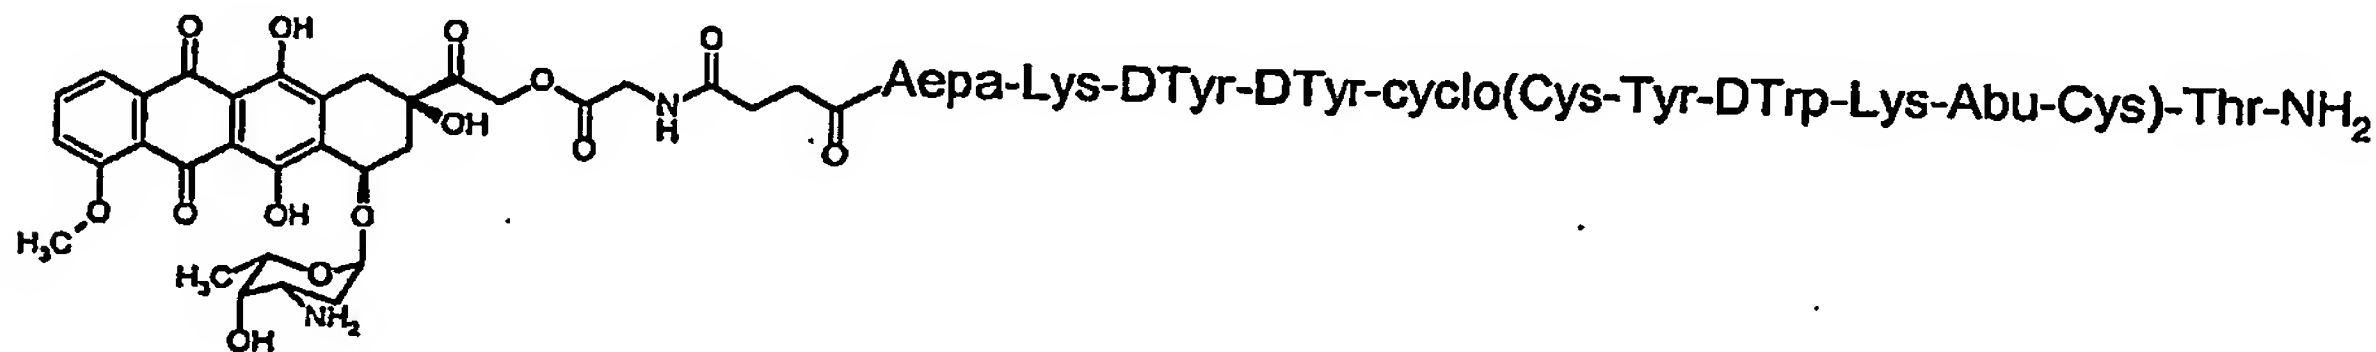 O OH O
O
O
Aepa-Lys-DTyr-DTyr-cyclo(Cys-Tyr-DTrp-Lys-Abu-Cys)-Thr-NH₂
OH
N
H
O
O
O O OH O
H₃C
H₃C O
NH₂
OH